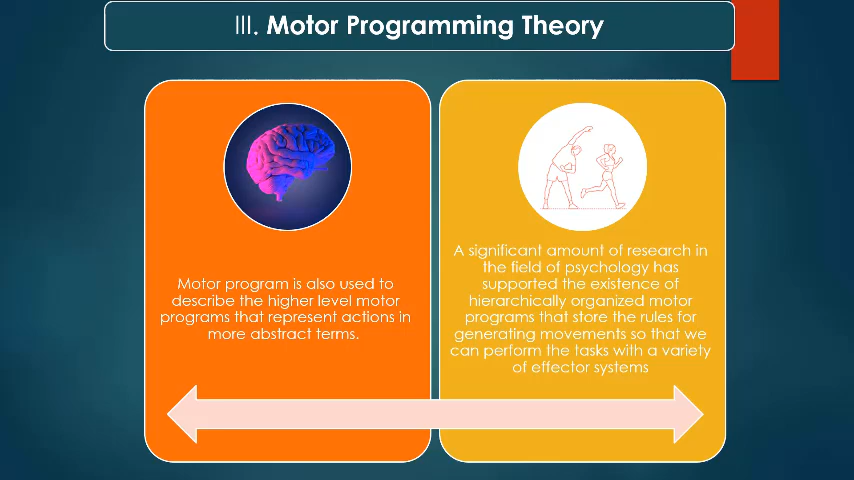 III. Motor Programming Theory
Motor program is also used to
describe the higher level motor
programs that represent actions in
more abstract terms.
A significant amount of research in
the field of psychology has
supported the existence of
hierarchically organized motor
programs that store the rules for
generating movements so that we
can perform the tasks with a variety
of effector systems